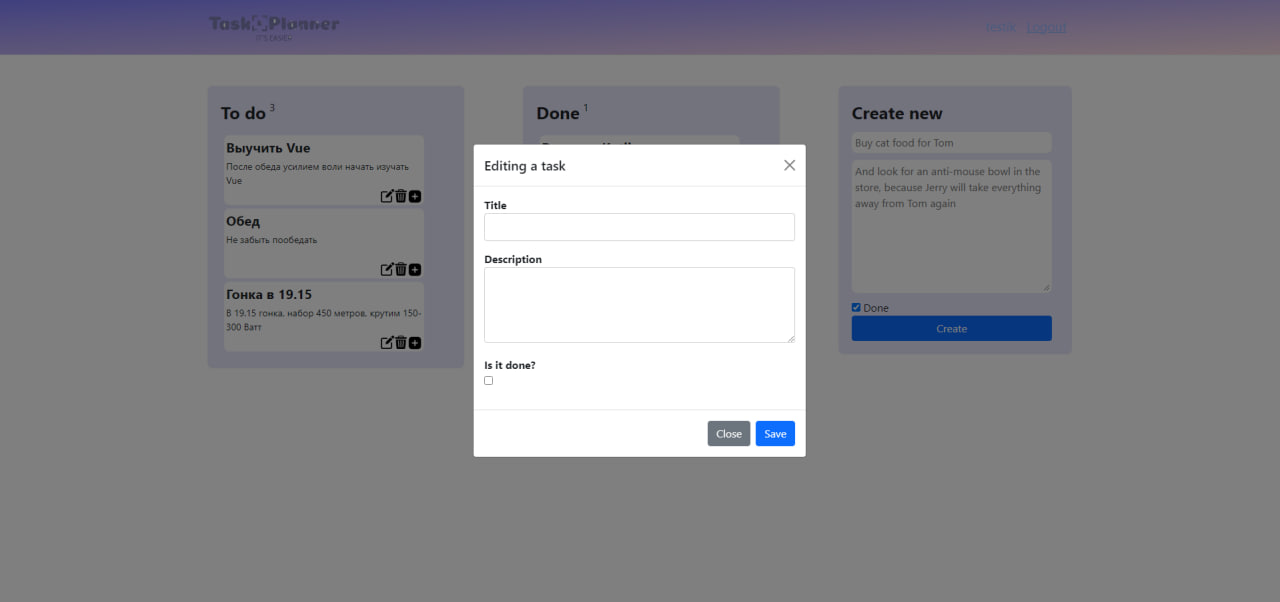 Task Planner
IT'S EASIER
testik Logout
To do 3
Выучить Vue
После обеда усилием воли начать изучать
Vue
Обед
Не забыть пообедать
Гонка в 19.15
В 19.15 гонка, набор 450 метров, крутим 150-
300 Ватт
Done 1
Editing a task
Title
Description
Is it done?
Close Save
Create new
Buy cat food for Tom
And look for an anti-mouse bowl in the
store, because Jerry will take everything
away from Tom again
Done
Create